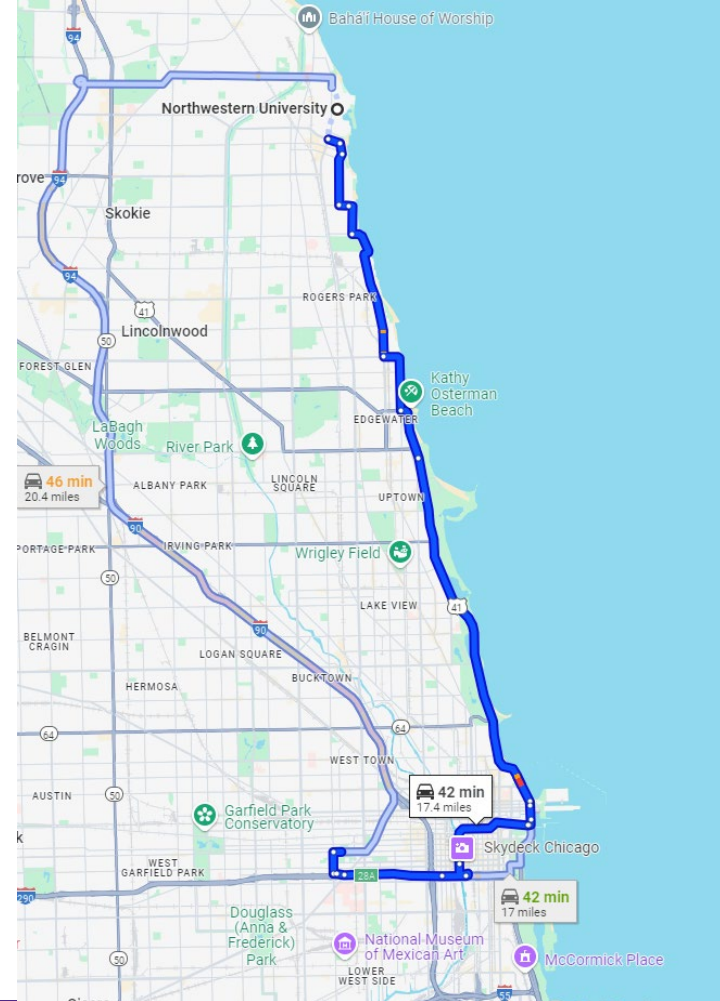 94
Bahá'í House of Worship
Northwestern University
rove
94
Skokie
94
41
ROGERS PARK
Lincolnwood
50
FOREST GLEN
Kathy
Osterman
Beach
EDGEWATER
LaBagh
Woods
River Park
46 min
20.4 miles
ALBANY PARK
LINCOLN
SQUARE
UPTOWN
90
PORTAGE PARK
IRVING PARK
Wrigley Field
50
LAKE VIEW
41
90
BELMONT
CRAGIN
LOGAN SQUARE
BUCKTOWN
HERMOSA
64
64
WEST TOWN
AUSTIN
50
42 min
17.4 miles
Garfield Park
Conservatory
k
Skydeck Chicago
WEST
GARFIELD PARK
28A
290
42 min
17 miles
Douglass
(Anna &
Frederick)
Park
National Museum
of Mexican Art
50
LOWER
WEST SIDE
McCormick Place
55